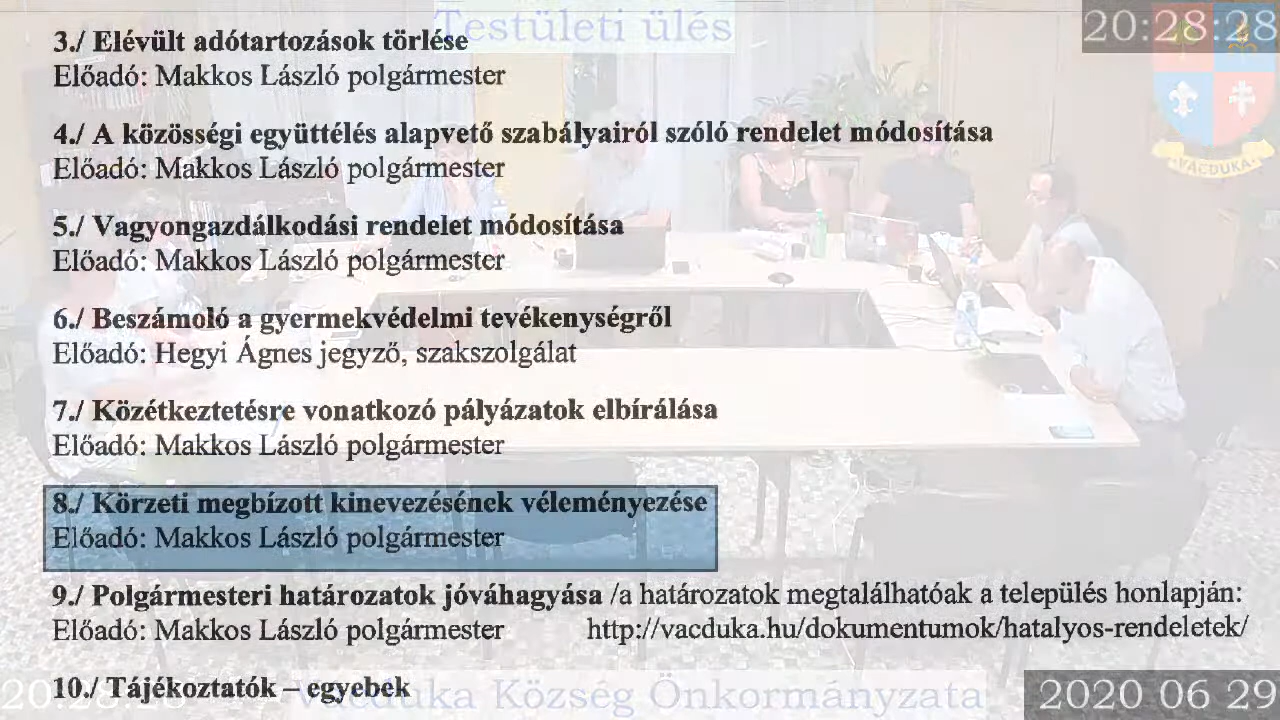 Testületi ülés
20:28:28
3./ Elévült adótartozások törlése
Előadó: Makkos László polgármester
4./ A közösségi együttélés alapvető szabályairól szóló rendelet módosítása
Előadó: Makkos László polgármester
VÁCDUKA
5./ Vagyongazdálkodási rendelet módosítása
Előadó: Makkos László polgármester
6./ Beszámoló a gyermekvédelmi tevékenységről
Előadó: Hegyi Ágnes jegyző, szakszolgálat
7./ Közétkeztetésre vonatkozó pályázatok elbírálása
Előadó: Makkos László polgármester
8./ Körzeti megbízott kinevezésének véleményezése
Előadó: Makkos László polgármester
9./ Polgármesteri határozatok jóváhagyása /a határozatok megtalálhatóak a település honlapján:
Előadó: Makkos László polgármester http://vacduka.hu/dokumentumok/hatalyos-rendeletek/
10./ Tájékoztatók – egyebek
20:28:28 Vácduka Község Önkormányzata
2020 06 29